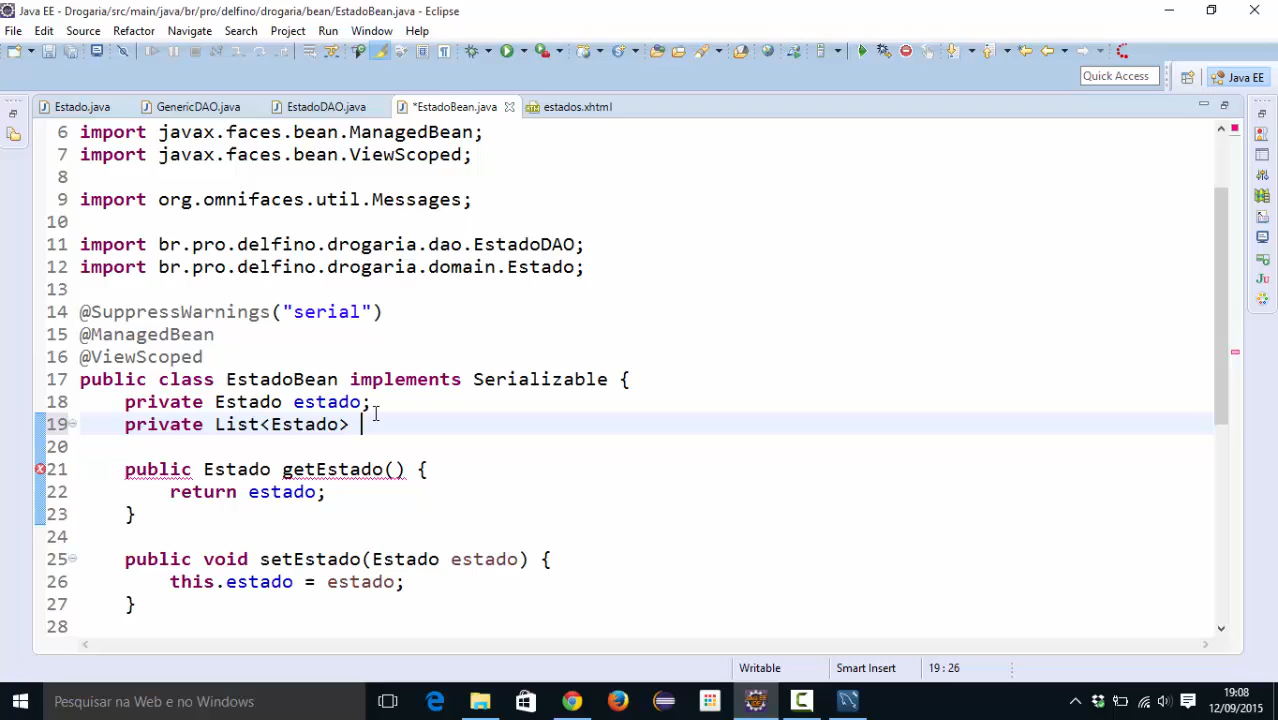 Java EE - Drogaria/src/main/java/br/pro/delfino/drogaria/bean/EstadoBean.java - Eclipse
File Edit Source Refactor Navigate Search Project Run Window Help
Quick Access Java EE
Estado.java GenericDAO.java EstadoDAO.java *EstadoBean.java estados.xhtml
6 import javax.faces.bean.ManagedBean;
7 import javax.faces.bean.ViewScoped;
8
9 import org.omnifaces.util.Messages;
10
11 import br.pro.delfino.drogaria.dao.EstadoDAO;
12 import br.pro.delfino.drogaria.domain.Estado;
13
14 @SuppressWarnings("serial")
15 @ManagedBean
16 @ViewScoped
17 public class EstadoBean implements Serializable {
18 private Estado estado;
19 private List<Estado>
20
21 public Estado getEstado() {
22 return estado;
23 }
24
25 public void setEstado(Estado estado) {
26 this.estado = estado;
27 }
28
Writable Smart Insert 19 : 26
Pesquisar na Web e no Windows
19:08
12/09/2015